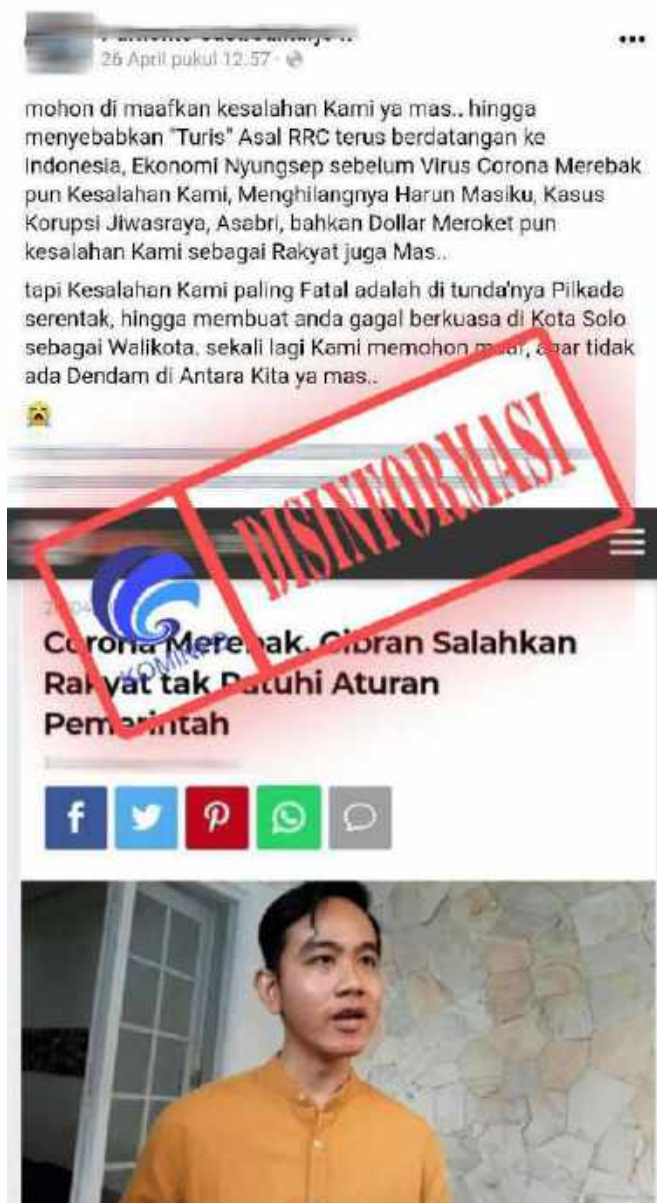 26 April pukul 12.57
mohon di maafkan kesalahan Kami ya mas.. hingga
menyebabkan "Turis" Asal RRC terus berdatangan ke
Indonesia, Ekonomi Nyungsep sebelum Virus Corona Merebak
pun Kesalahan Kami, Menghilangnya Harun Masiku, Kasus
Korupsi Jiwasraya, Asabri, bahkan Dollar Meroket pun
kesalahan Kami sebagai Rakyat juga Mas..
tapi Kesalahan Kami paling Fatal adalah di tunda'nya Pilkada
serentak, hingga membuat anda gagal berkuasa di Kota Solo
sebagai Walikota. sekali lagi Kami memohon maaf, agar tidak
ada Dendam di Antara Kita ya mas..
DISINFORMASI
KOMINFO
Corona Merebak, Gibran Salahkan
Rakyat tak Patuhi Aturan
Pemerintah